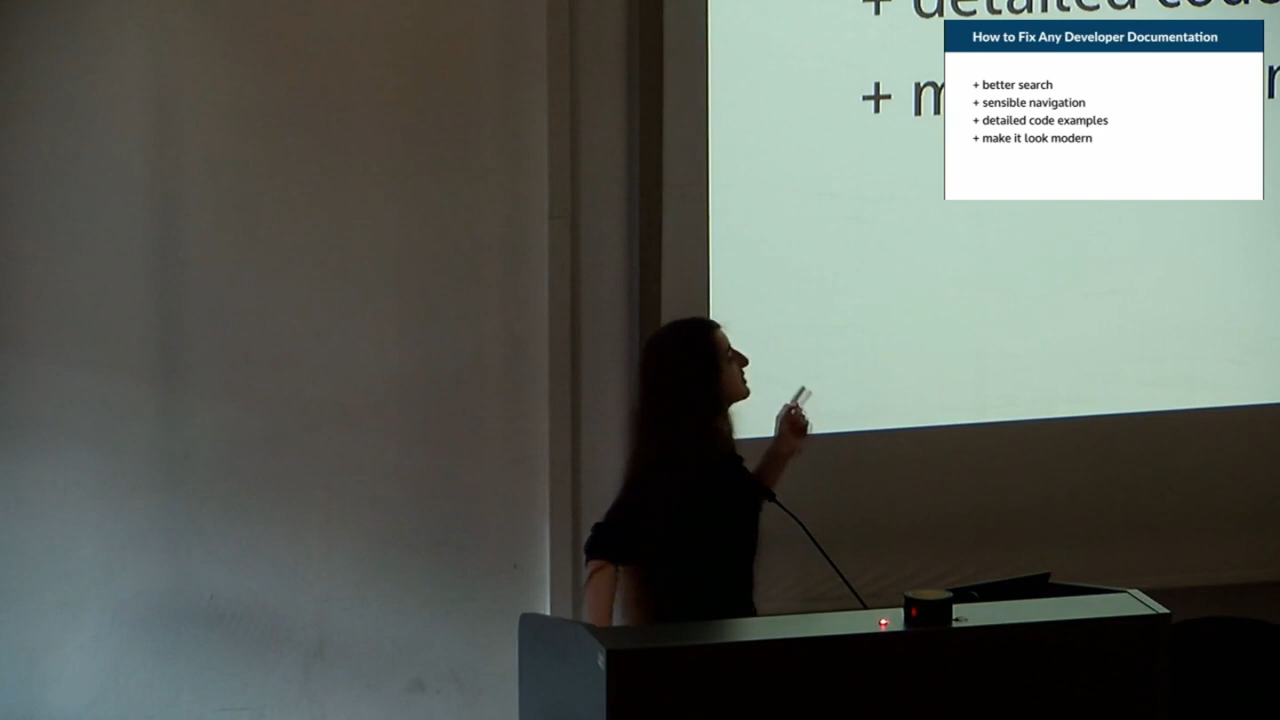 + detailed code
How to Fix Any Developer Documentation
+ better search
+ sensible navigation
+ detailed code examples
+ make it look modern
+ m